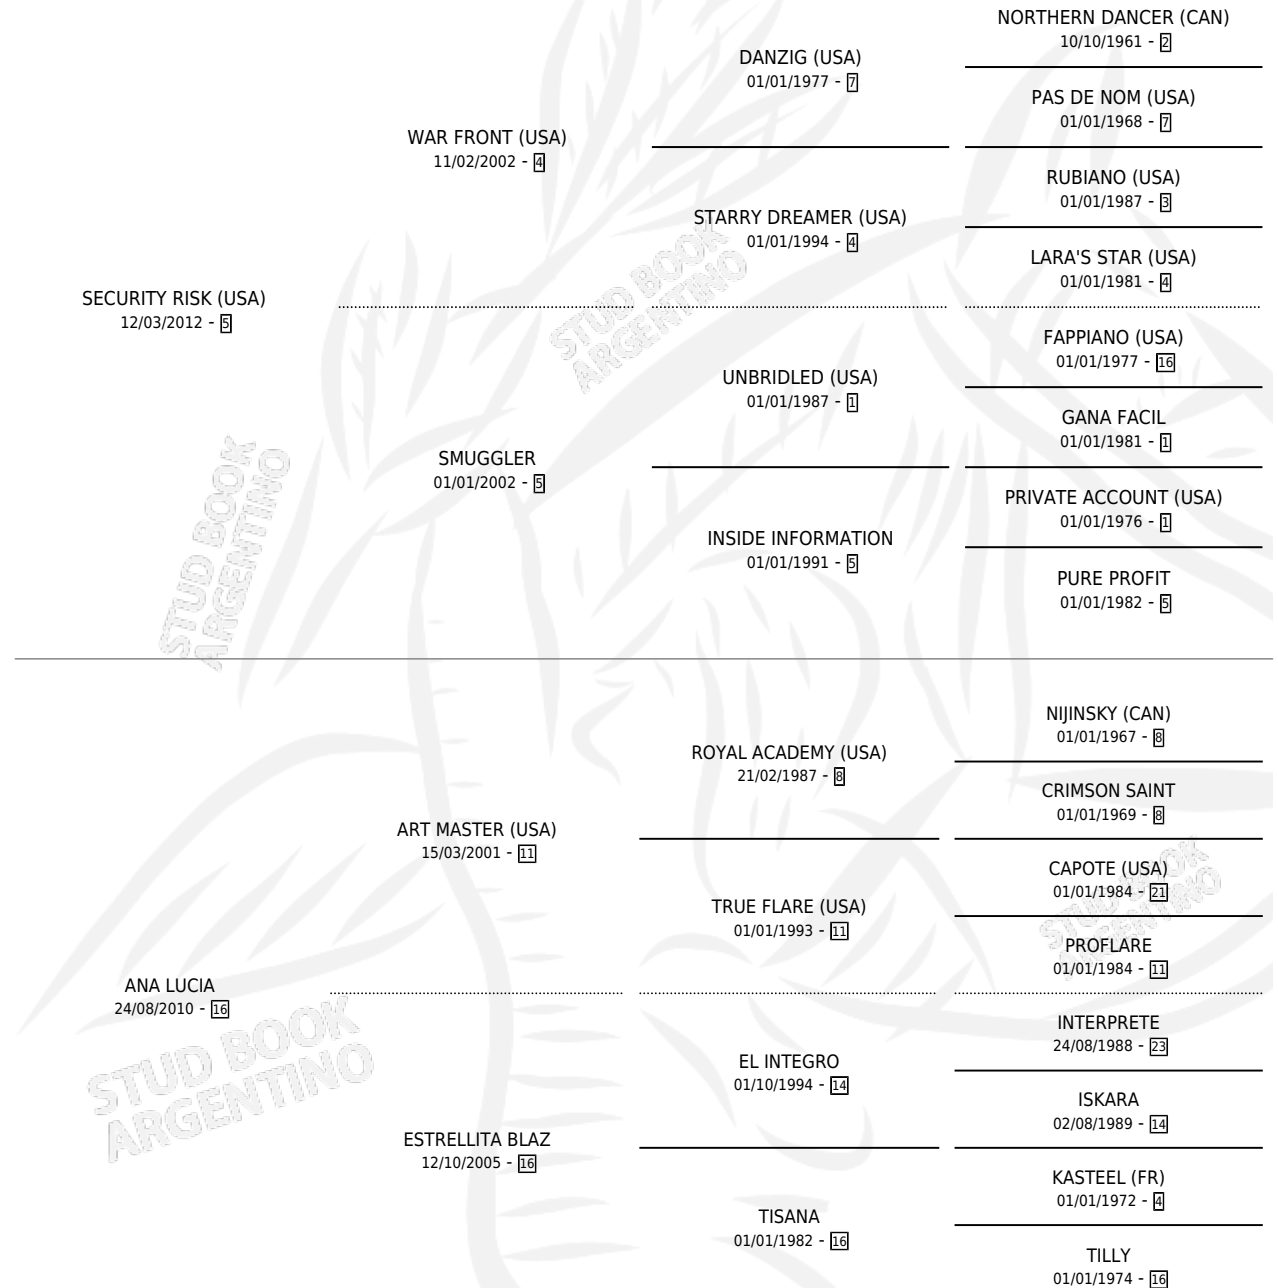 NORTHERN DANCER (CAN)
10/10/1961 - 2
DANZIG (USA)
01/01/1977 - 7
PAS DE NOM (USA)
01/01/1968 - 7
WAR FRONT (USA)
11/02/2002 - 4
RUBIANO (USA)
01/01/1987 - 3
STARRY DREAMER (USA)
01/01/1994 - 4
LARA'S STAR (USA)
01/01/1981 - 4
SECURITY RISK (USA)
12/03/2012 - 5
FAPPIANO (USA)
01/01/1977 - 16
UNBRIDLED (USA)
01/01/1987 - 1
GANA FACIL
01/01/1981 - 1
SMUGGLER
01/01/2002 - 5
PRIVATE ACCOUNT (USA)
01/01/1976 - 1
INSIDE INFORMATION
01/01/1991 - 5
PURE PROFIT
01/01/1982 - 5
NIJINSKY (CAN)
01/01/1967 - 8
ROYAL ACADEMY (USA)
21/02/1987 - 8
CRIMSON SAINT
01/01/1969 - 8
ART MASTER (USA)
15/03/2001 - 11
CAPOTE (USA)
01/01/1984 - 21
TRUE FLARE (USA)
01/01/1993 - 11
PROFLARE
01/01/1984 - 11
ANA LUCIA
24/08/2010 - 16
INTERPRETE
24/08/1988 - 23
EL INTEGRO
01/10/1994 - 14
ISKARA
02/08/1989 - 14
ESTRELLITA BLAZ
12/10/2005 - 16
KASTEEL (FR)
01/01/1972 - 4
TISANA
01/01/1982 - 16
TILLY
01/01/1974 - 16
STUD BOOK
ARGENTINO
STUD BOOK
ARGENTINO
STUD BOOK
ARGENTINO
STUD BOOK
ARGENTINO